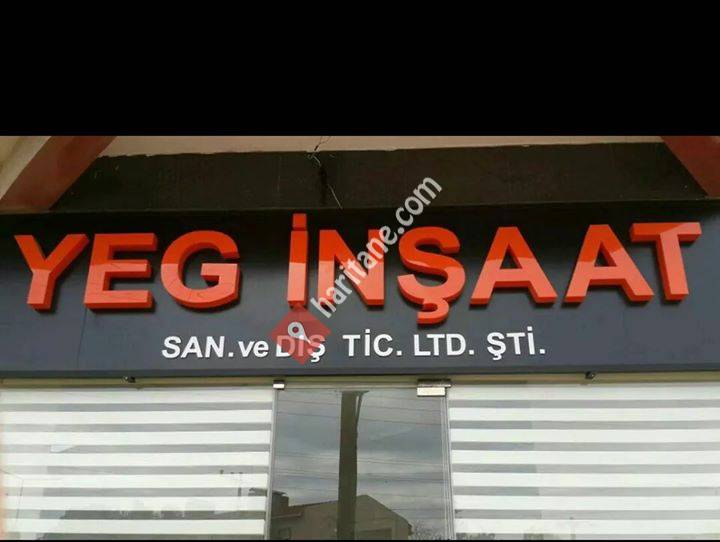 YEG İNŞAAT
SAN. ve DIŞ TİC. LTD. ŞTİ.
haritane.com